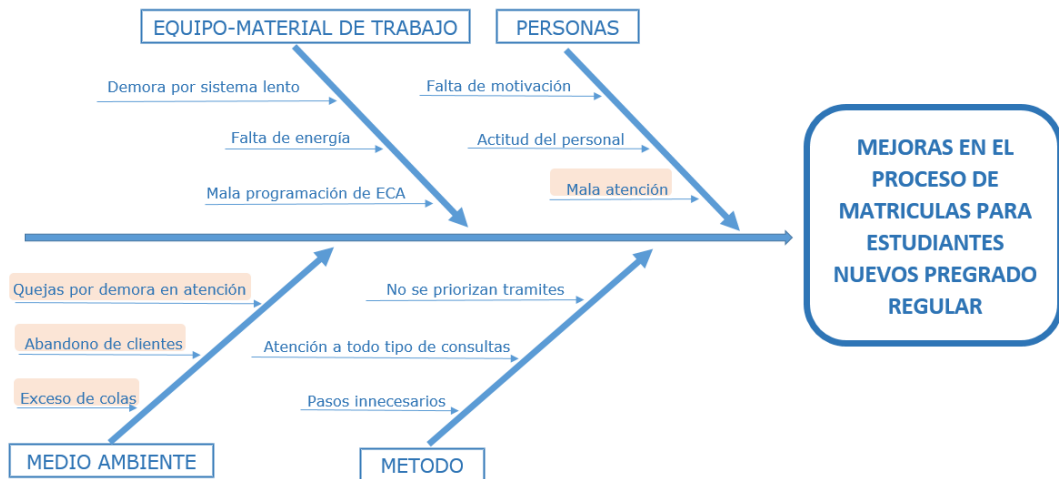 EQUIPO-MATERIAL DE TRABAJO
PERSONAS
Demora por sistema lento
Falta de energía
Mala programación de ECA
Falta de motivación
Actitud del personal
Mala atención
MEJORAS EN EL
PROCESO DE
MATRICULAS PARA
ESTUDIANTES
NUEVOS PREGRADO
REGULAR
Quejas por demora en atención
Abandono de clientes
Exceso de colas
No se priorizan tramites
Atención a todo tipo de consultas
Pasos innecesarios
MEDIO AMBIENTE
METODO